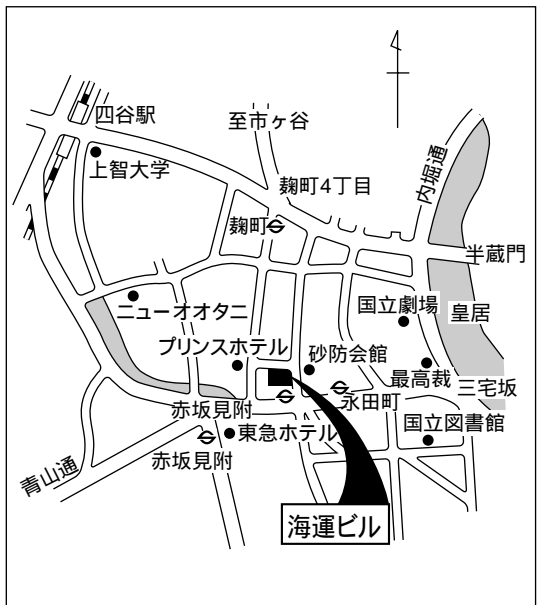 四谷駅
至市ヶ谷
上智大学
麹町4丁目
内堀通
麹町
半蔵門
ニューオオタニ
国立劇場
皇居
プリンスホテル
砂防会館
最高裁
三宅坂
赤坂見附
永田町
東急ホテル
国立図書館
赤坂見附
青山通
海運ビル